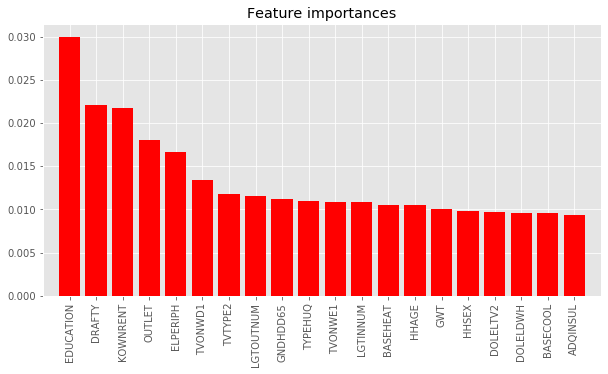 Feature importances
0.030
0.025
0.020
0.015
0.010
0.005
0.000
EDUCATION
DRAFTY
KOWNRENT
OUTLET
ELPERIPH
TVONWD1
TVTYPE2
LGTOUTNUM
GNDHDD65
TYPEHUQ
TVONWE1
LGTINNUM
BASEHEAT
HHAGE
GWT
HHSEX
DOLELTV2
DOLELDWH
BASECOOL
ADQINSUL